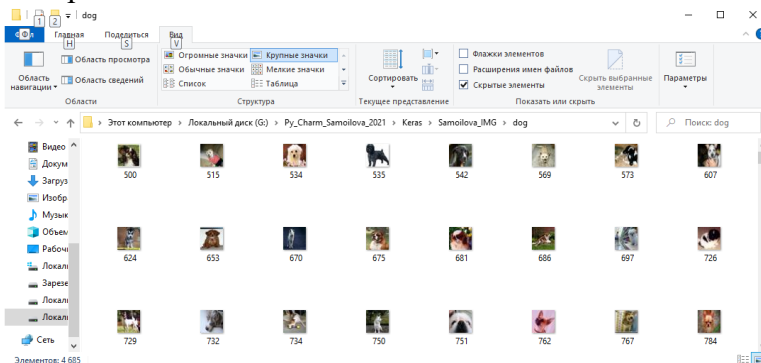 1 2 dog
Ф Главная Поделиться Вид
H S V
Область навигации
Область просмотра
Область сведений
Области
Огромные значки Крупные значки
Обычные значки Мелкие значки
Список Таблица
Структура
Сортировать
Текущее представление
Флажки элементов
Расширения имен файлов
Скрытые элементы
Скрыть выбранные элементы
Показать или скрыть
Параметры
Этот компьютер > Локальный диск (G:) > Py_Charm_Samoilova_2021 > Keras > Samoilova_IMG > dog
Поиск: dog
Видео
Докум
Загруз
Изобр
Музык
Объем
Рабоч
Локал
Зарезе
Локал
Локал
Сеть
500 515 534 535 542 569 573 607
624 653 670 675 681 686 697 726
729 732 734 750 751 762 767 784
Элементов: 4 685